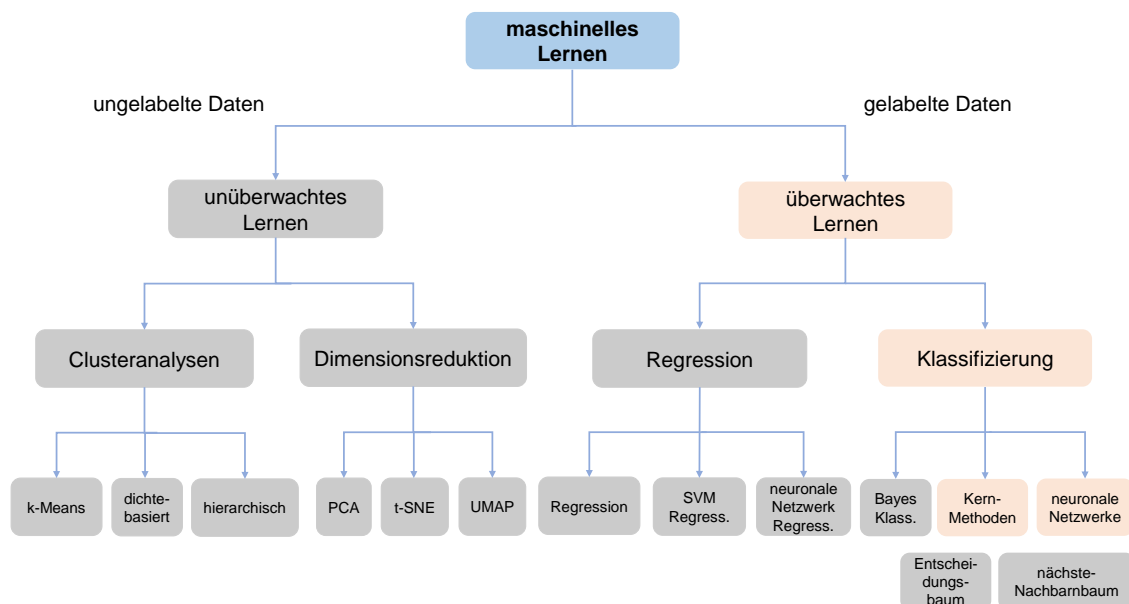 maschinelles
Lernen
ungelabelte Daten
gelabelte Daten
unüberwachtes
Lernen
überwachtes
Lernen
Clusteranalysen
Dimensionsreduktion
Regression
Klassifizierung
k-Means
dichte-
basiert
hierarchisch
PCA
t-SNE
UMAP
Regression
SVM
Regress.
neuronale
Netzwerk
Regress.
Bayes
Klass.
Kern-
Methoden
neuronale
Netzwerke
Entschei-
dungs-
baum
nächste-
Nachbarnbaum